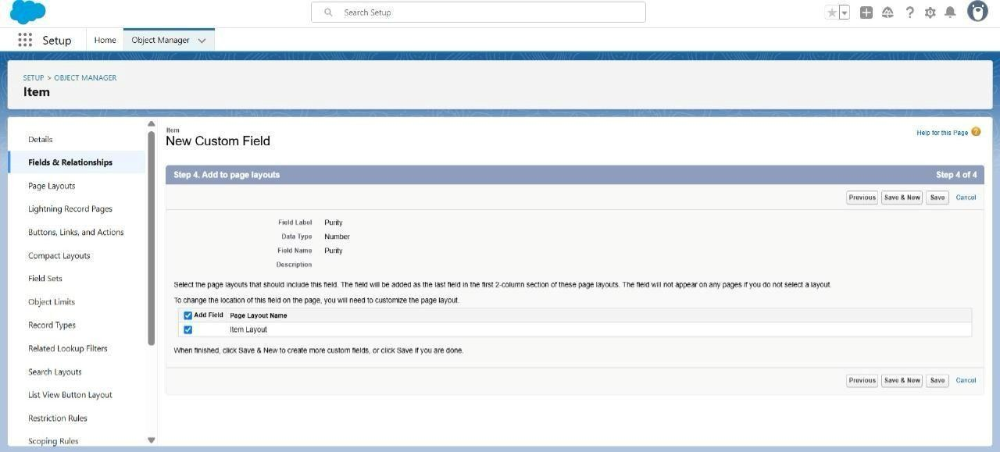 Search Setup
Setup
Home
Object Manager
SETUP > OBJECT MANAGER
Item
Details
Fields & Relationships
Page Layouts
Lightning Record Pages
Buttons, Links, and Actions
Compact Layouts
Field Sets
Object Limits
Record Types
Related Lookup Filters
Search Layouts
List View Button Layout
Restriction Rules
Scoping Rules
Item
New Custom Field
Help for this Page ?
Step 4. Add to page layouts Step 4 of 4
Previous Save & New Save Cancel
Field Label Purity
Data Type Number
Field Name Purity
Description
Select the page layouts that should include this field. The field will be added as the last field in the first 2-column section of these page layouts. The field will not appear on any pages if you do not select a layout.
To change the location of this field on the page, you will need to customize the page layout.
Add Field Page Layout Name
Item Layout
When finished, click Save & New to create more custom fields, or click Save if you are done.
Previous Save & New Save Cancel